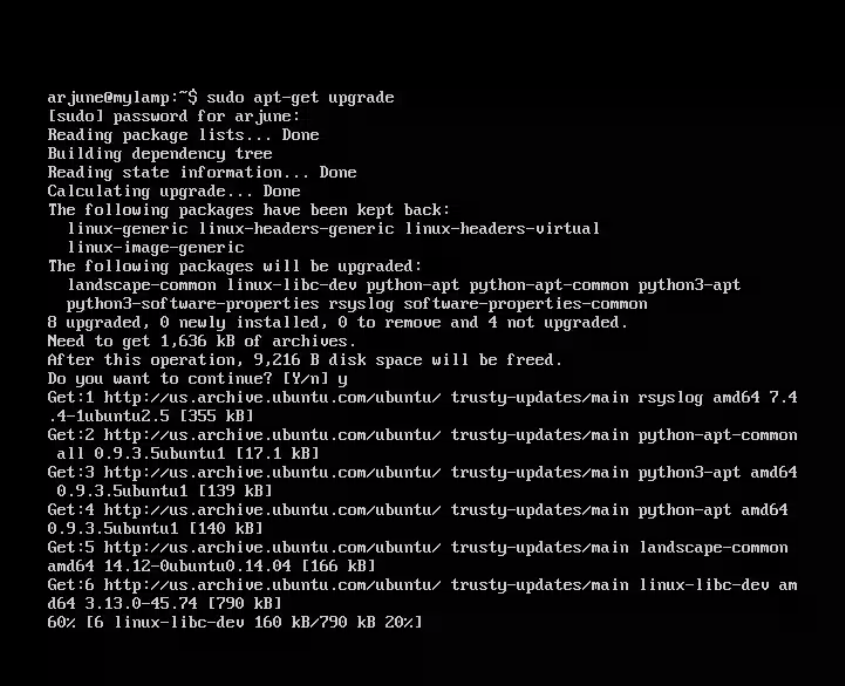 arjune@mylamp:~$ sudo apt-get upgrade
[sudo] password for arjune:
Reading package lists... Done
Building dependency tree
Reading state information... Done
Calculating upgrade... Done
The following packages have been kept back:
  linux-generic linux-headers-generic linux-headers-virtual
  linux-image-generic
The following packages will be upgraded:
  landscape-common linux-libc-dev python-apt python-apt-common python3-apt
  python3-software-properties rsyslog software-properties-common
8 upgraded, 0 newly installed, 0 to remove and 4 not upgraded.
Need to get 1,636 kB of archives.
After this operation, 9,216 B disk space will be freed.
Do you want to continue? [Y/n] y
Get:1 http://us.archive.ubuntu.com/ubuntu/ trusty-updates/main rsyslog amd64 7.4
.4-1ubuntu2.5 [355 kB]
Get:2 http://us.archive.ubuntu.com/ubuntu/ trusty-updates/main python-apt-common
 all 0.9.3.5ubuntu1 [17.1 kB]
Get:3 http://us.archive.ubuntu.com/ubuntu/ trusty-updates/main python3-apt amd64
 0.9.3.5ubuntu1 [139 kB]
Get:4 http://us.archive.ubuntu.com/ubuntu/ trusty-updates/main python-apt amd64
0.9.3.5ubuntu1 [140 kB]
Get:5 http://us.archive.ubuntu.com/ubuntu/ trusty-updates/main landscape-common
amd64 14.12-0ubuntu0.14.04 [166 kB]
Get:6 http://us.archive.ubuntu.com/ubuntu/ trusty-updates/main linux-libc-dev am
d64 3.13.0-45.74 [790 kB]
60% [6 linux-libc-dev 160 kB/790 kB 20%]